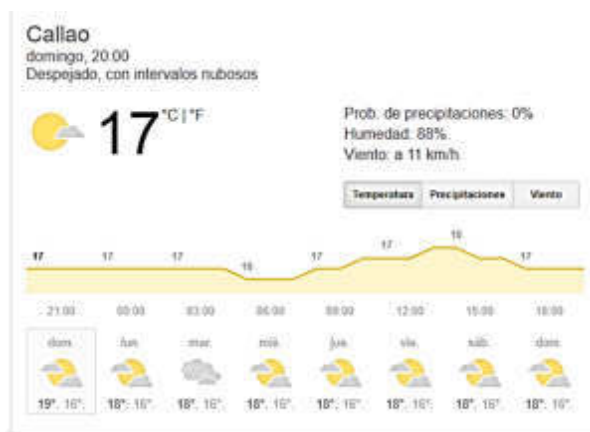 Callao
domingo, 20:00
Despejado, con intervalos nubosos
17 °C | °F
Prob. de precipitaciones: 0%
Humedad: 88%
Viento: a 11 km/h
Temperatura Precipitaciones Viento
17 17 17 16 17 17 18 17
21:00 00:00 03:00 06:00 09:00 12:00 15:00 18:00
dom. lun. mar. mié. jue. vie. sáb. dom.
19° 16° 18° 16° 18° 16° 18° 16° 18° 16° 18° 16° 18° 16° 18° 16°